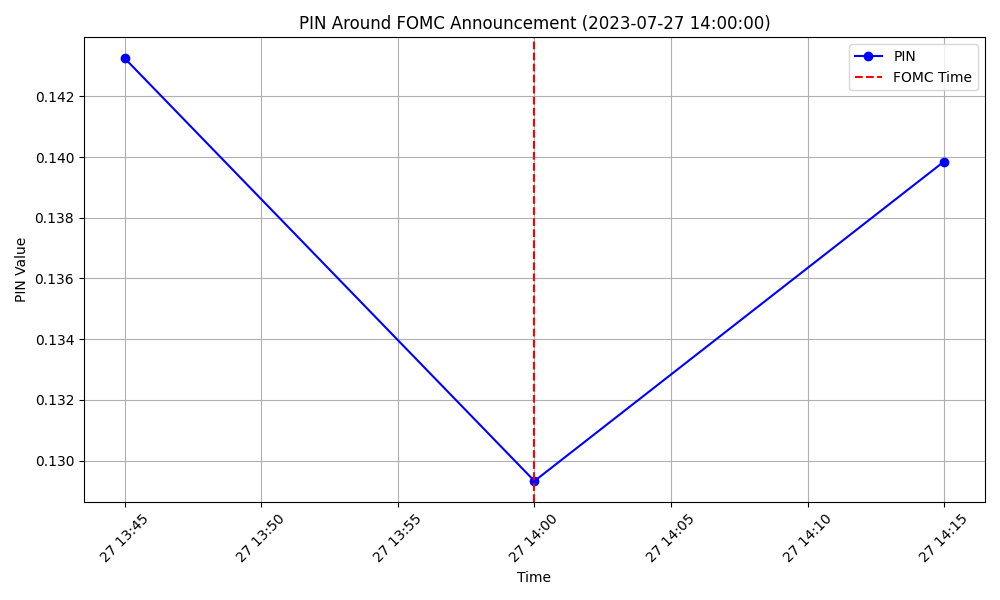 PIN Around FOMC Announcement (2023-07-27 14:00:00)
PIN
FOMC Time
PIN Value
0.142
0.140
0.138
0.136
0.134
0.132
0.130
27 13:45
27 13:50
27 13:55
27 14:00
27 14:05
27 14:10
27 14:15
Time